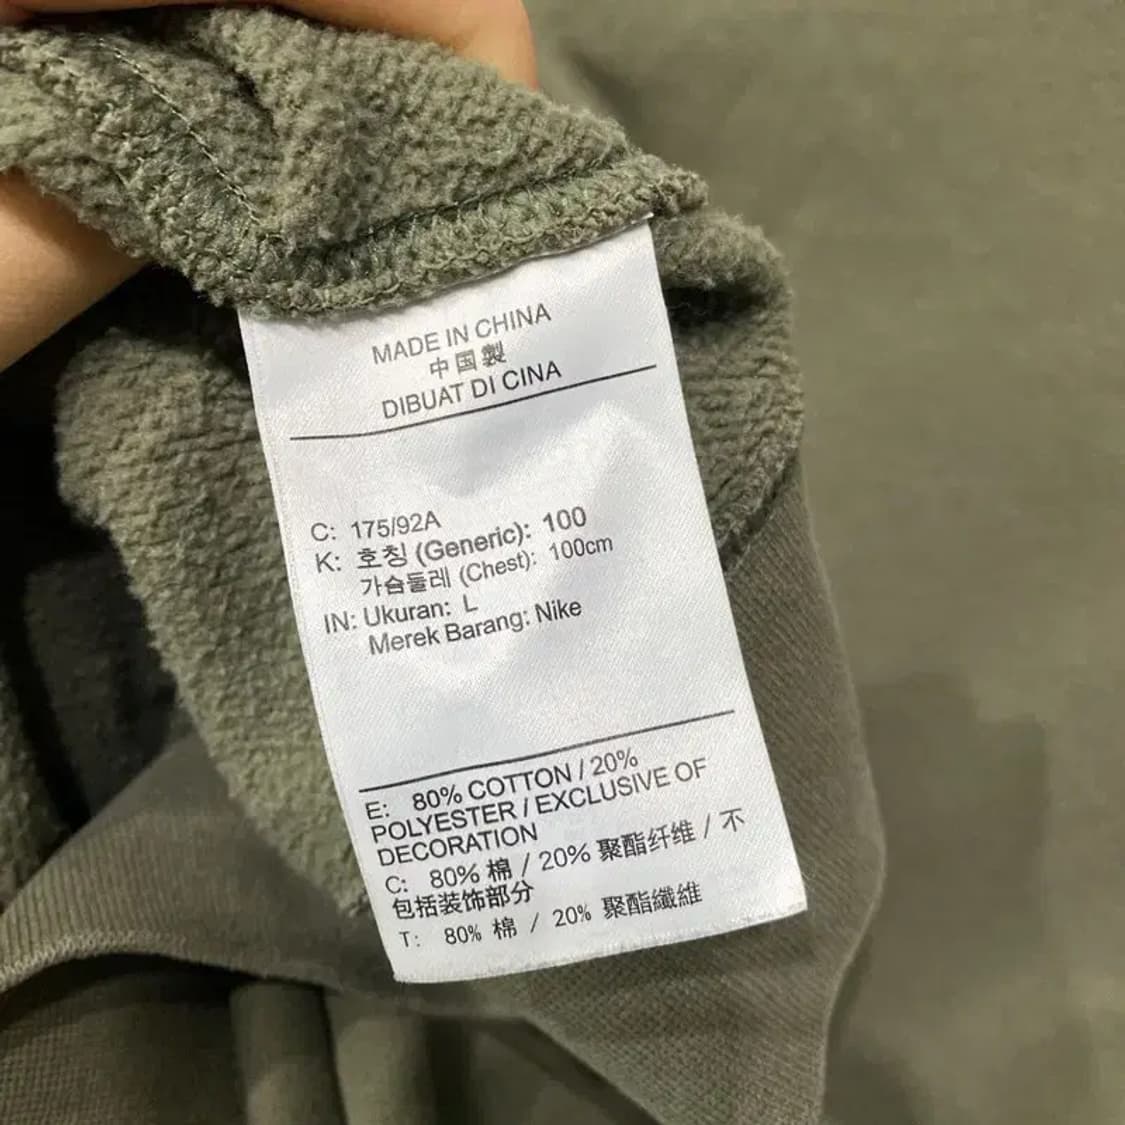 MADE IN CHINA
中国製
DIBUAT DI CINA
C: 175/92A
K: 호칭 (Generic): 100
가슴둘레 (Chest): 100cm
IN: Ukuran: L
Merek Barang: Nike
E: 80% COTTON / 20%
POLYESTER / EXCLUSIVE OF
DECORATION
C: 80% 棉 / 20% 聚酯纤维 / 不
包括装饰部分
T: 80% 棉 / 20% 聚酯纖維